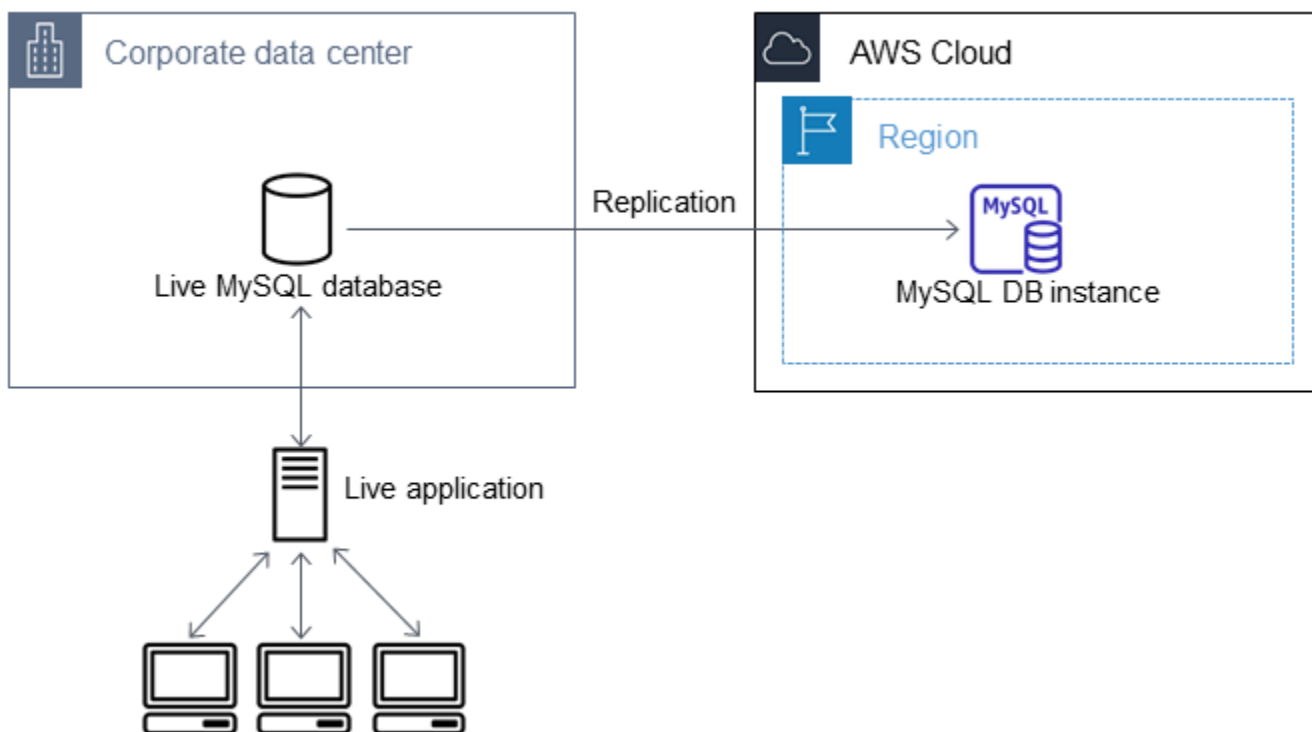 Corporate data center
AWS Cloud
Region
Replication
MySQL
Live MySQL database
MySQL DB instance
Live application